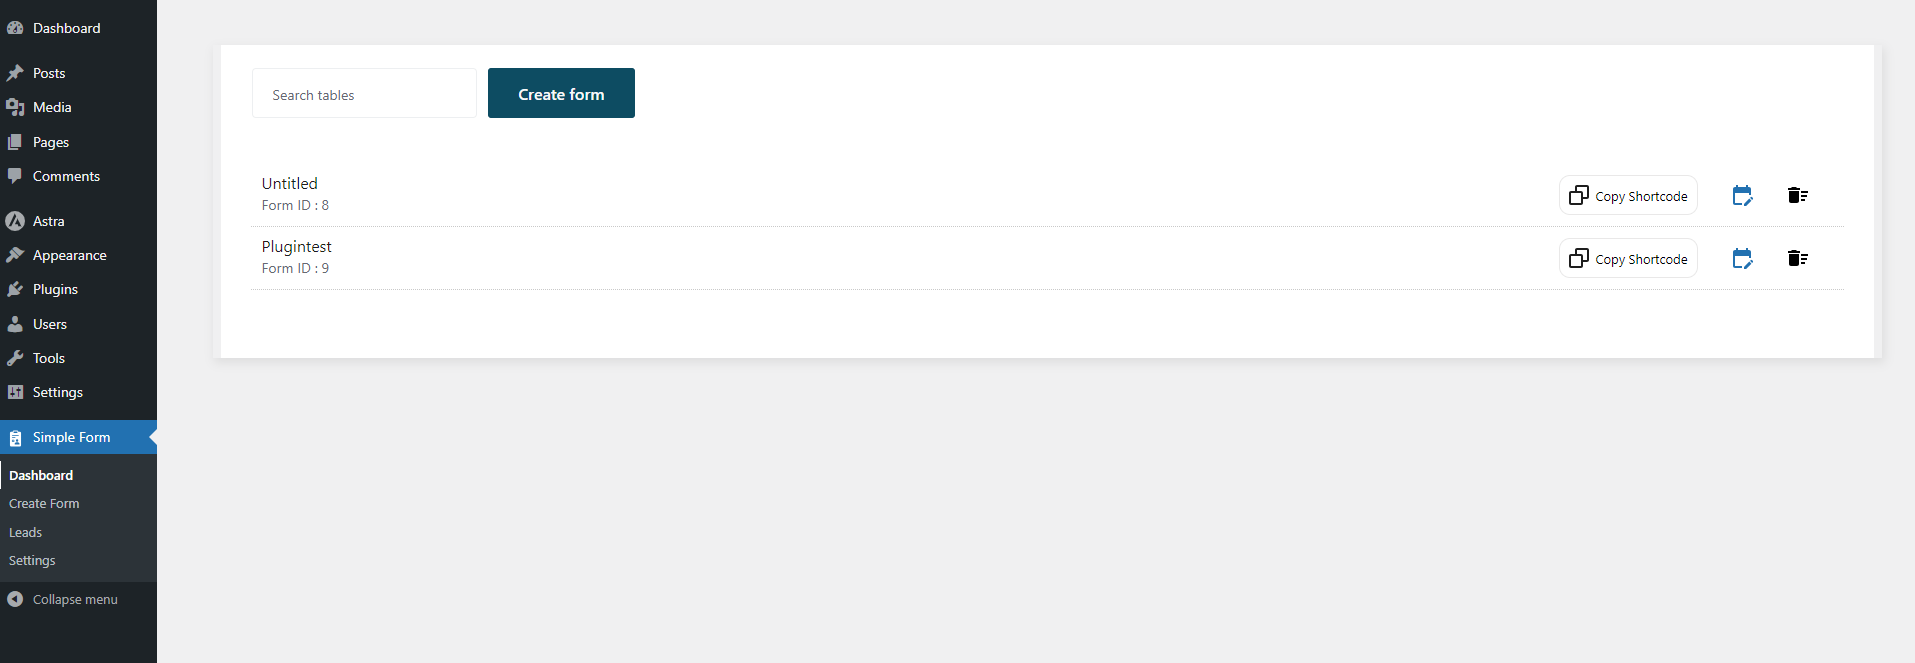 Dashboard
Posts
Media
Pages
Comments
Astra
Appearance
Plugins
Users
Tools
Settings
Simple Form
Dashboard
Create Form
Leads
Settings
Collapse menu
Search tables
Create form
Untitled
Form ID : 8
Copy Shortcode
Plugintest
Form ID : 9
Copy Shortcode